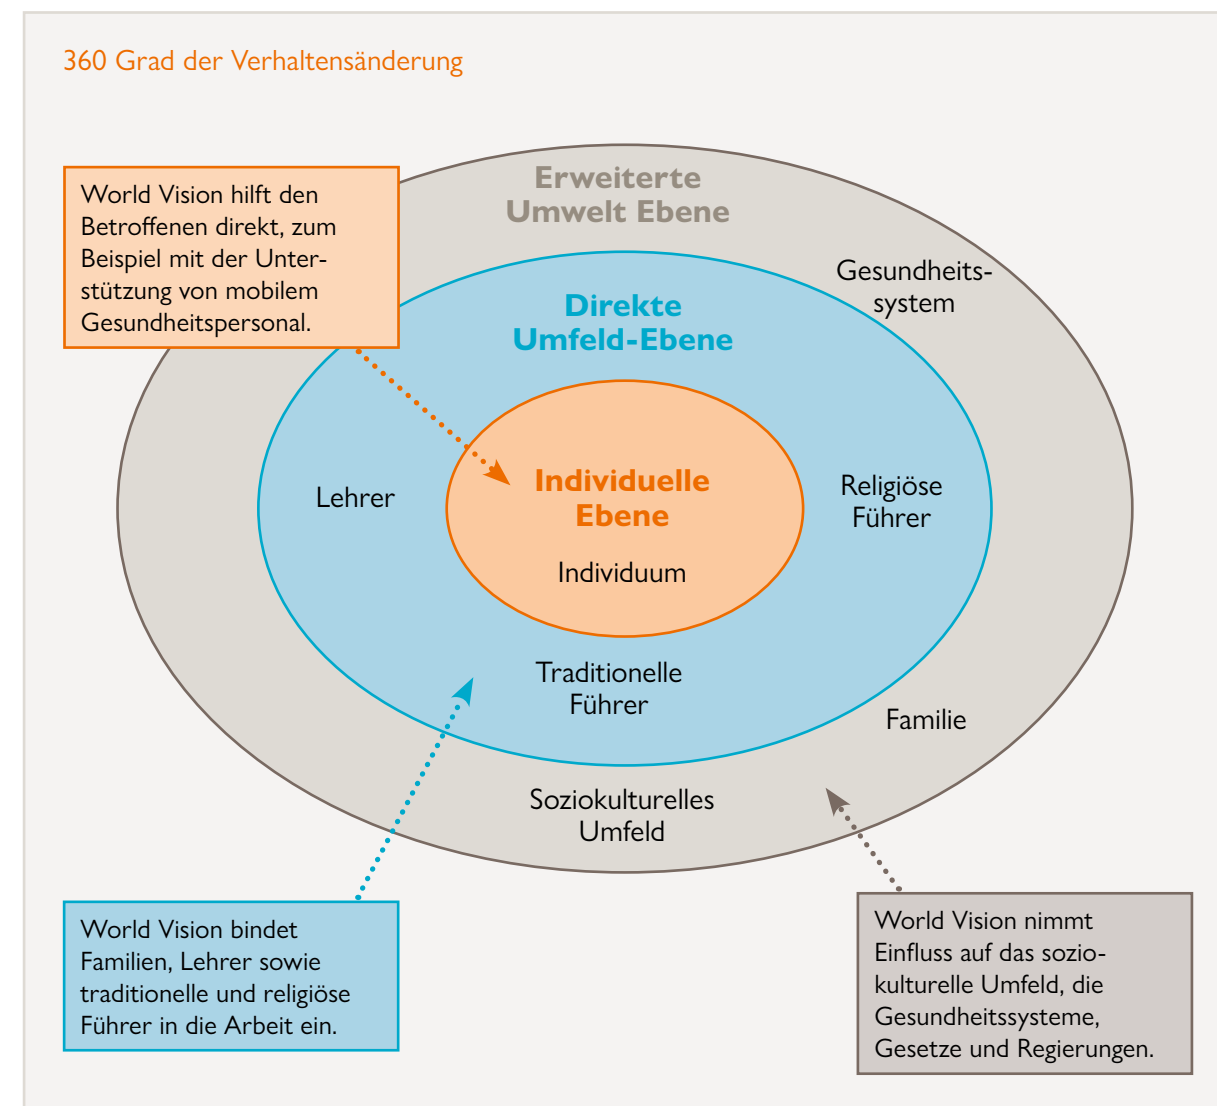 360 Grad der Verhaltensänderung
World Vision hilft den
Betroffenen direkt, zum
Beispiel mit der Unter-
stützung von mobilem
Gesundheitspersonal.
Erweiterte
Umwelt Ebene
Gesundheits-
system
Direkte
Umfeld-Ebene
Lehrer
Individuelle
Ebene
Individuum
Religiöse
Führer
Traditionelle
Führer
Familie
Soziokulturelles
Umfeld
World Vision bindet
Familien, Lehrer sowie
traditionelle und religiöse
Führer in die Arbeit ein.
World Vision nimmt
Einfluss auf das sozio-
kulturelle Umfeld, die
Gesundheitssysteme,
Gesetze und Regierungen.